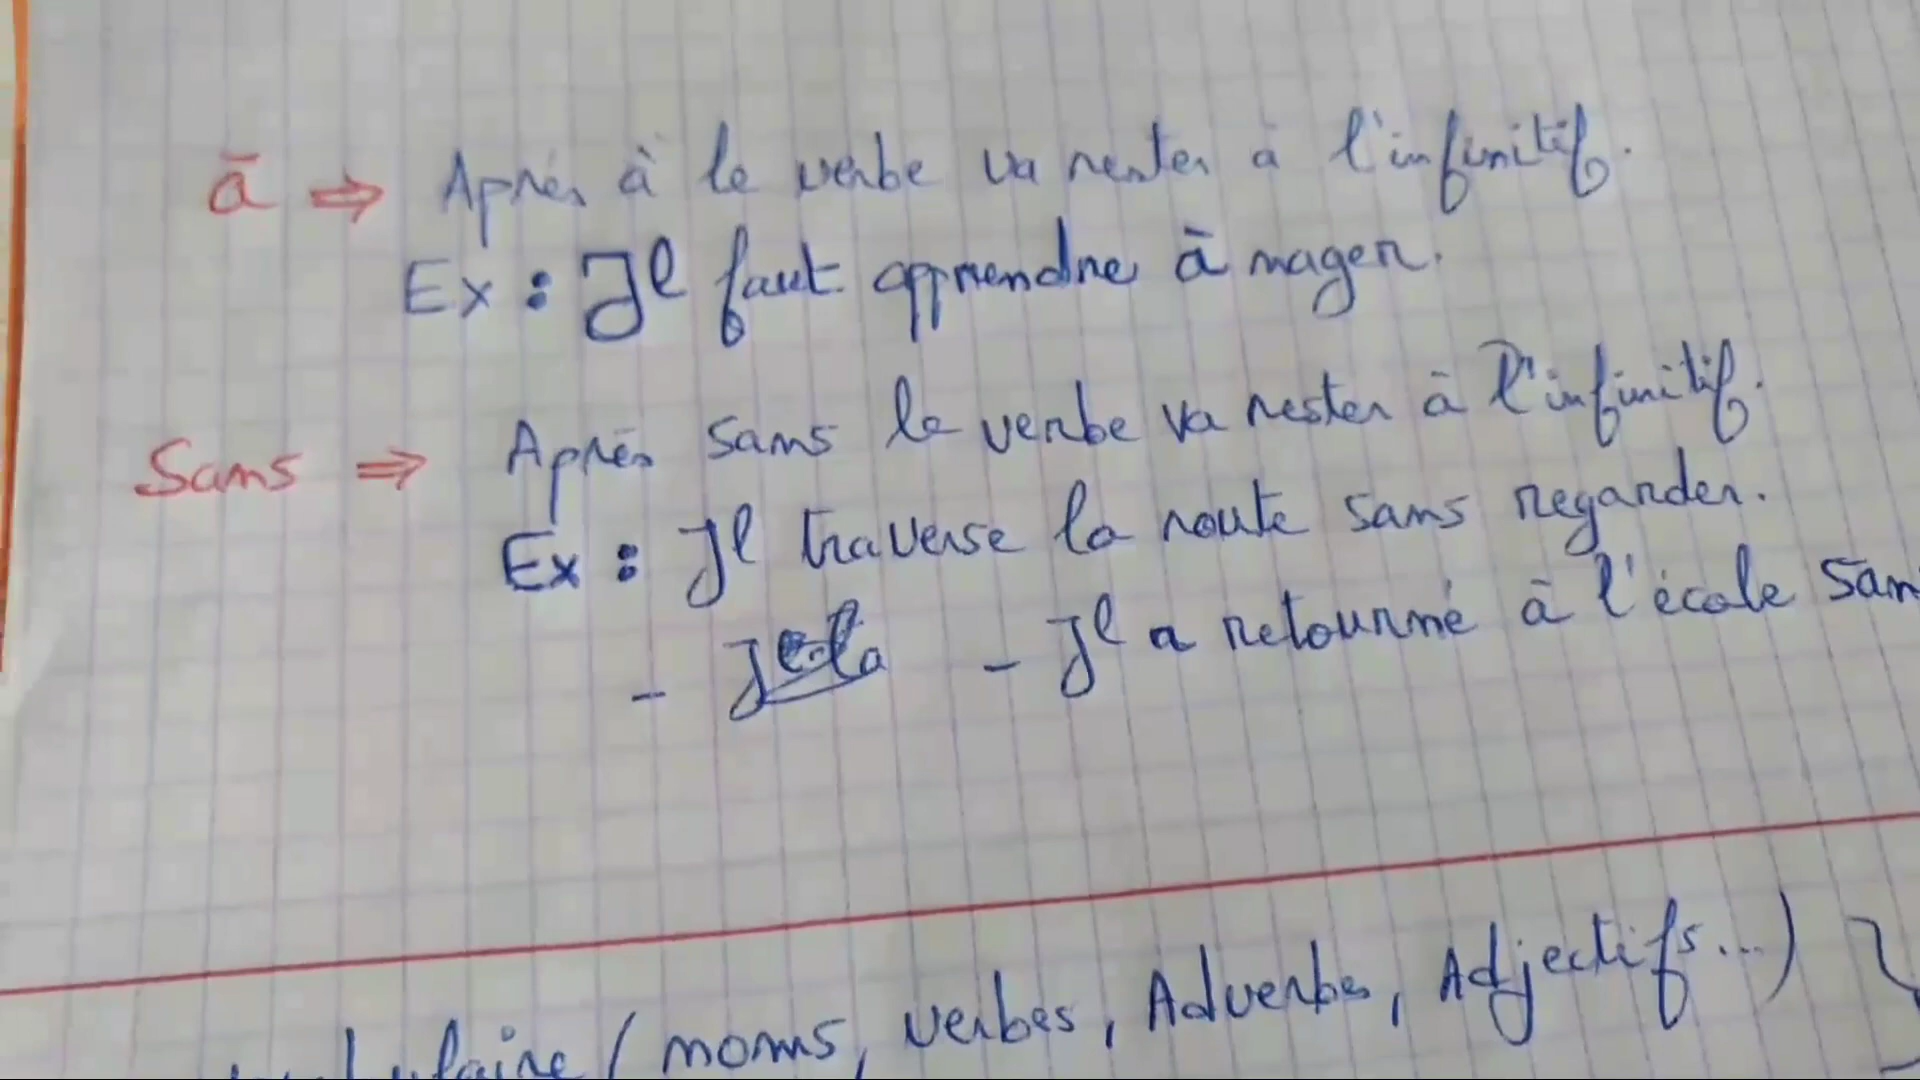 à ⇒ Après à le verbe va rester à l'infinitif.
Ex : Il faut apprendre à nager.
Sans ⇒ Après sans le verbe va rester à l'infinitif.
Ex : Il traverse la route sans regarder.
- - Il a retourné à l'école san
(noms, verbes, Adverbes, Adjectifs...) }